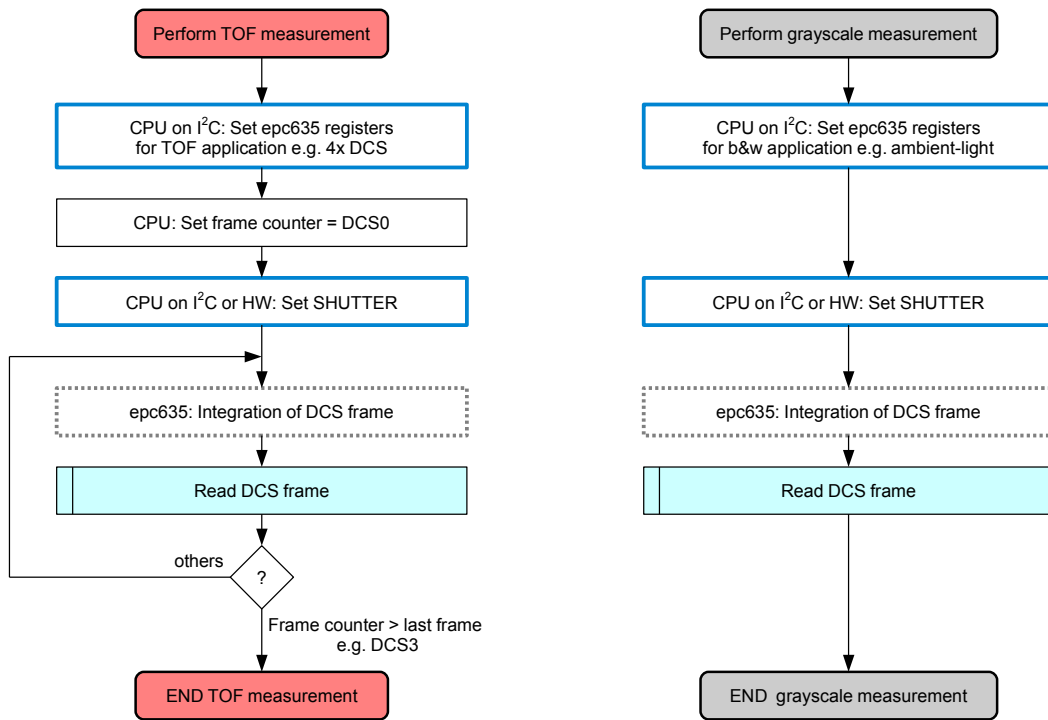 Perform TOF measurement
CPU on I²C: Set epc635 registers
for TOF application e.g. 4x DCS
CPU: Set frame counter = DCS0
CPU on I²C or HW: Set SHUTTER
epc635: Integration of DCS frame
Read DCS frame
others
?
Frame counter > last frame
e.g. DCS3
END TOF measurement
Perform grayscale measurement
CPU on I²C: Set epc635 registers
for b&w application e.g. ambient-light
CPU on I²C or HW: Set SHUTTER
epc635: Integration of DCS frame
Read DCS frame
END  grayscale measurement